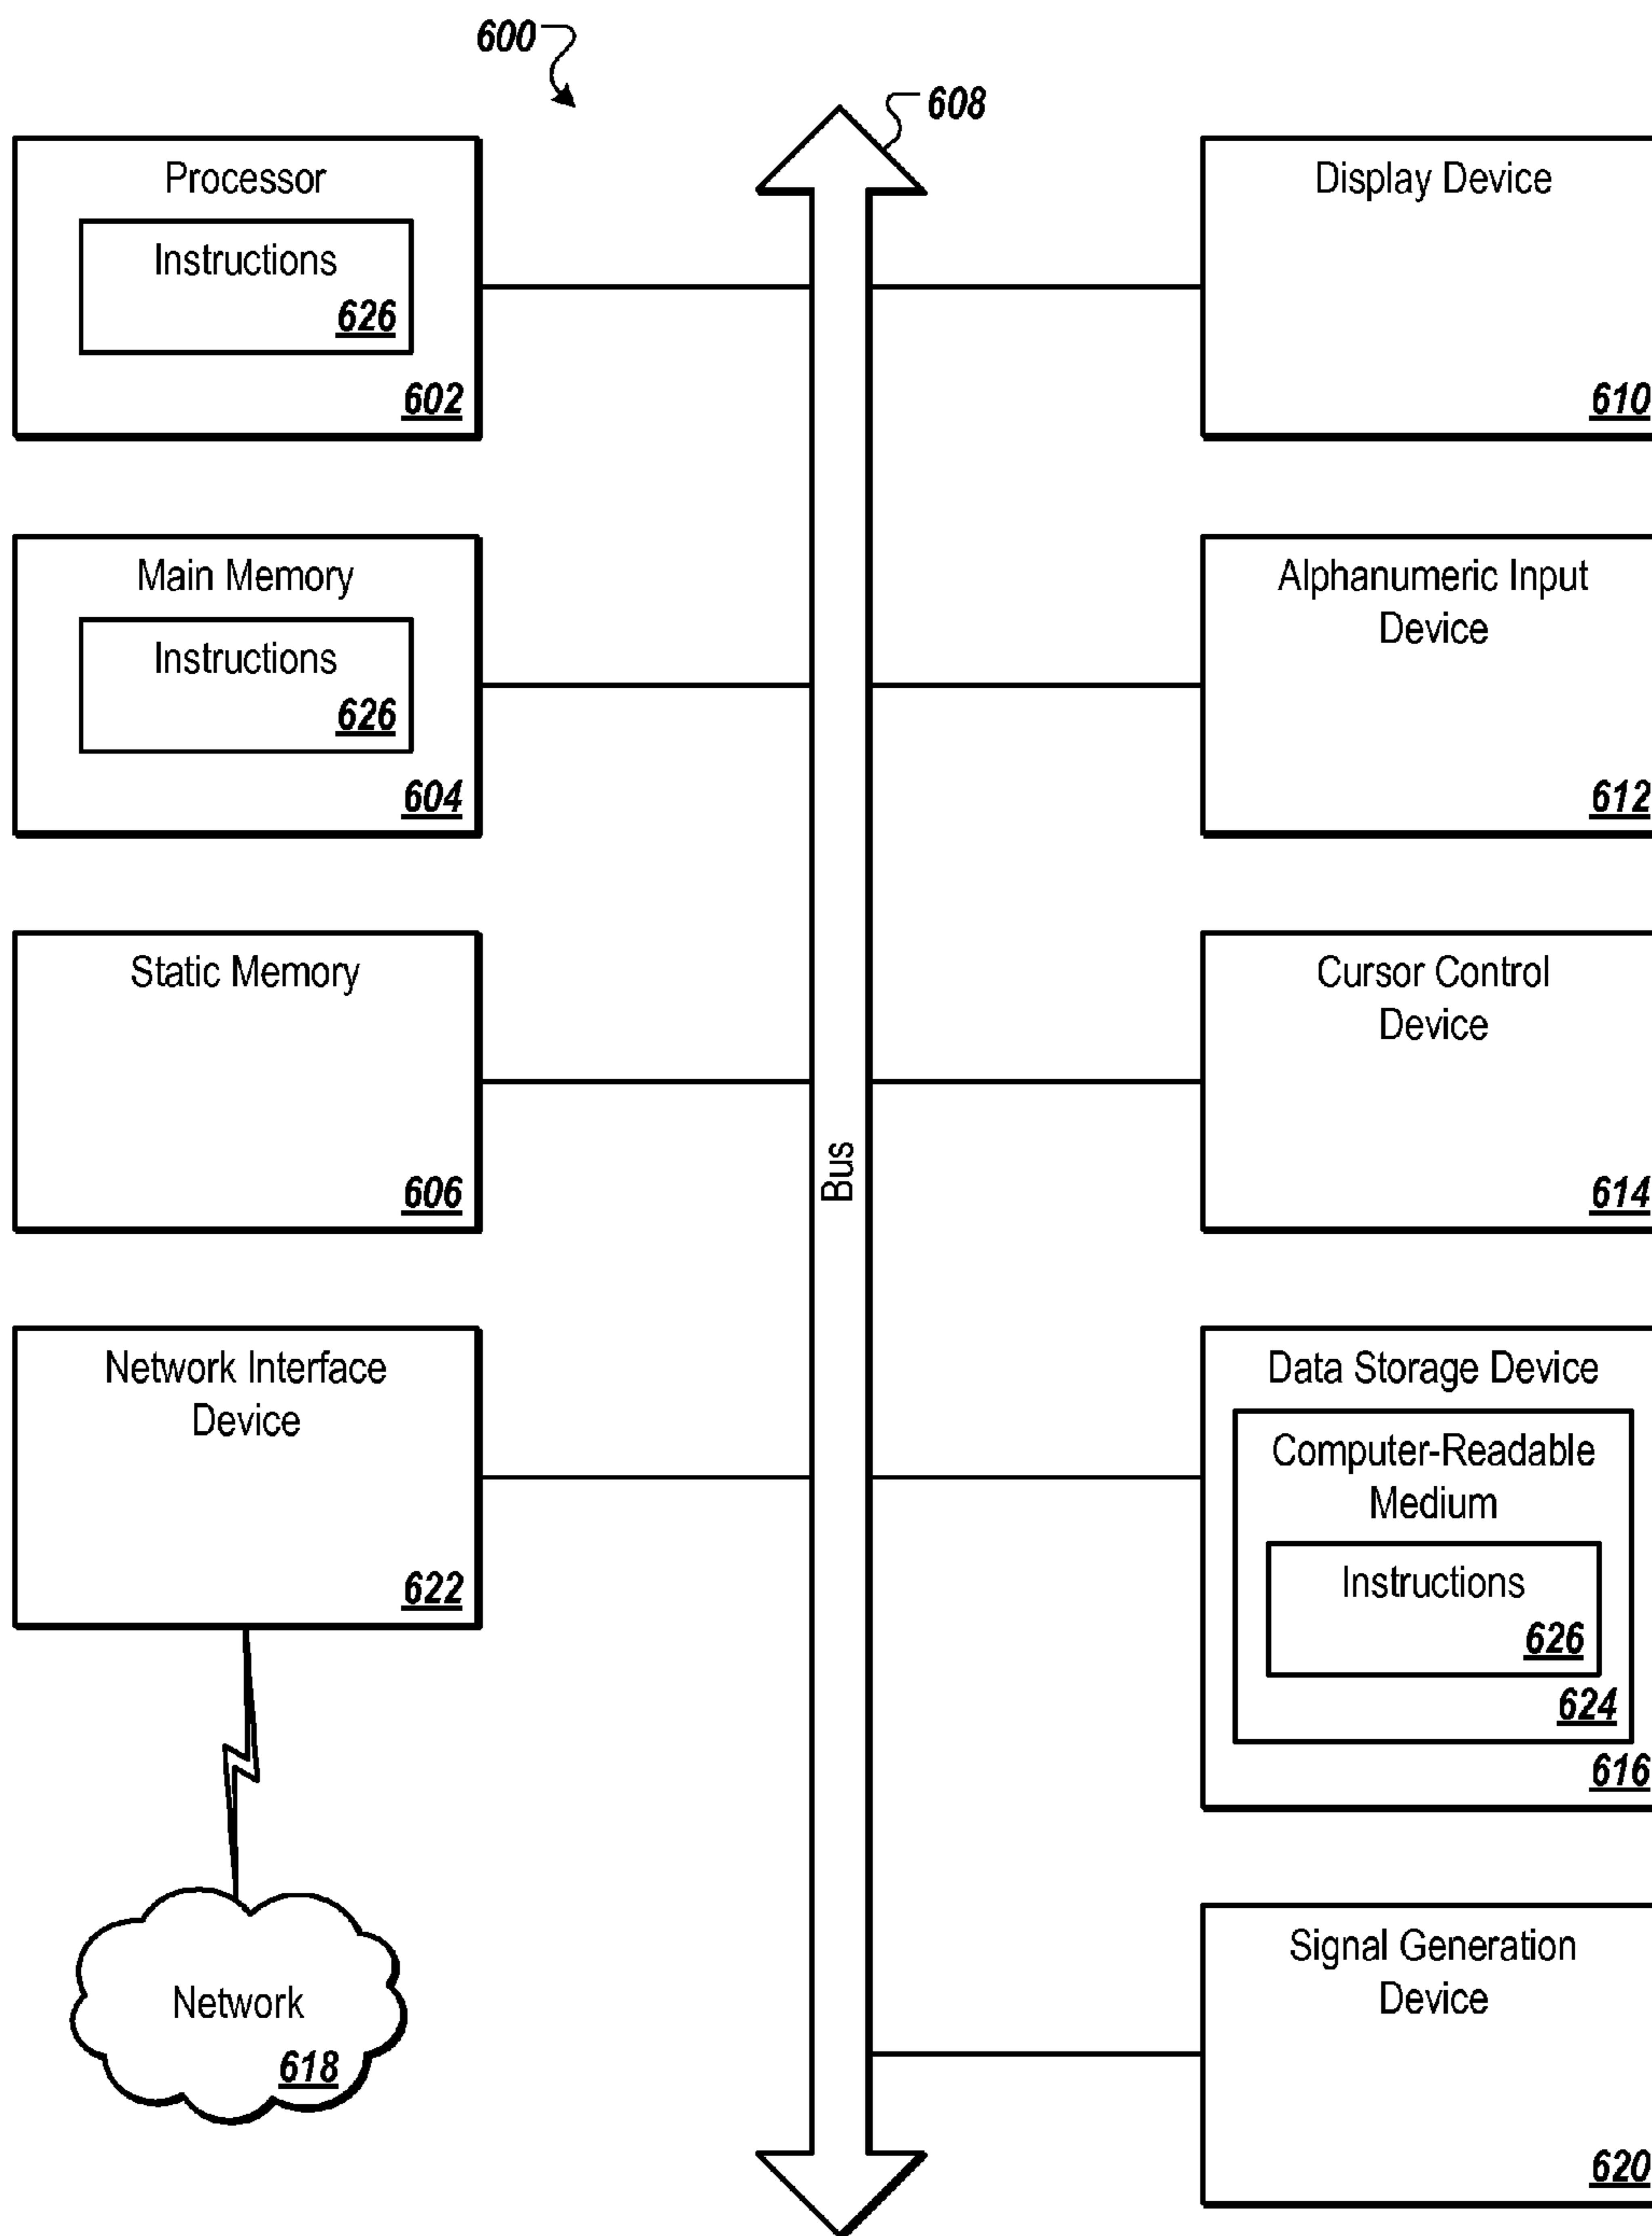 600
608
Processor
Instructions
626
602
Main Memory
Instructions
626
604
Static Memory
606
Network Interface
Device
622
Network
618
Bus
Display Device
610
Alphanumeric Input
Device
612
Cursor Control
Device
614
Data Storage Device
Computer-Readable
Medium
Instructions
626
624
616
Signal Generation
Device
620